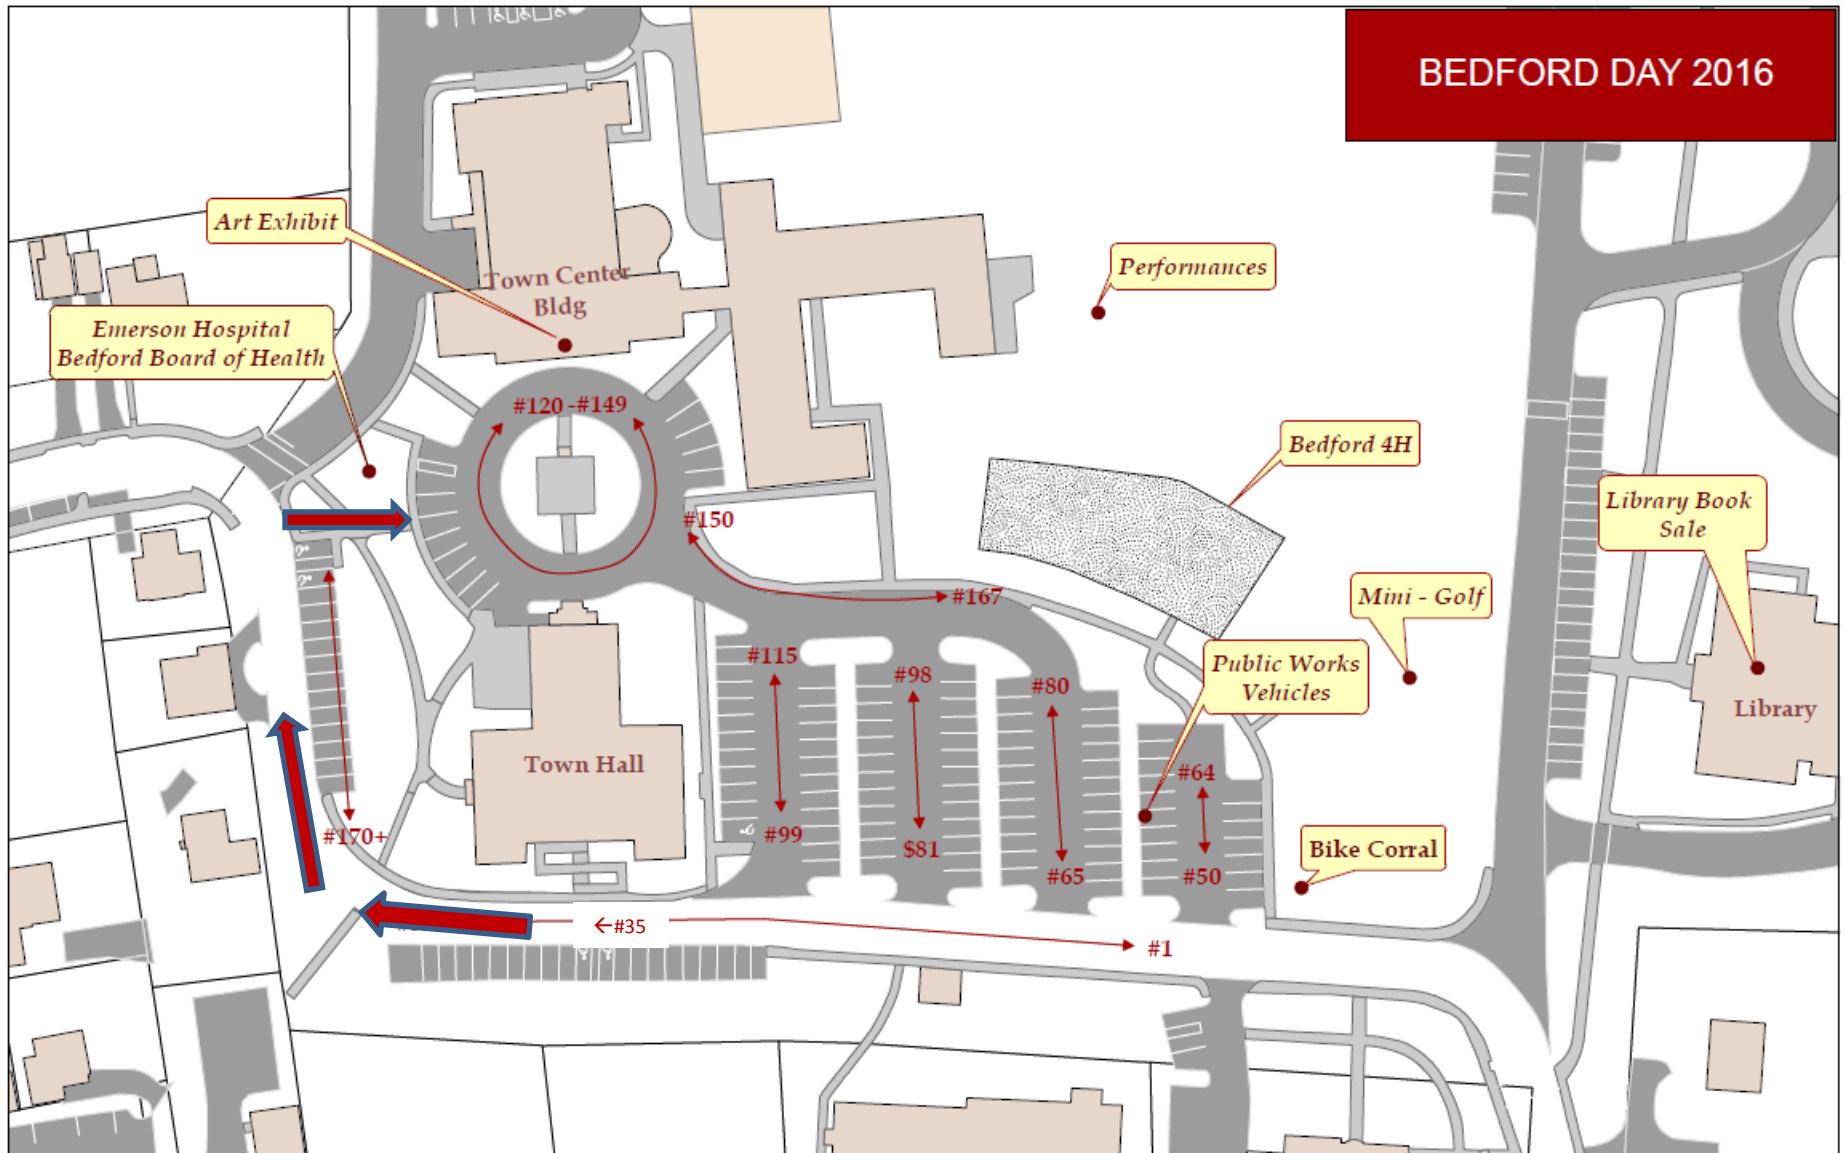 BEDFORD DAY 2016
Art Exhibit
Town Center
Bldg
Performances
Emerson Hospital
Bedford Board of Health
#120 -#149
Bedford 4H
Library Book
Sale
#150
#167
Mini - Golf
Public Works
Vehicles
#115
#98
#80
Library
Town Hall
#64
#170+
#99
$81
#65
#50
Bike Corral
←#35
#1